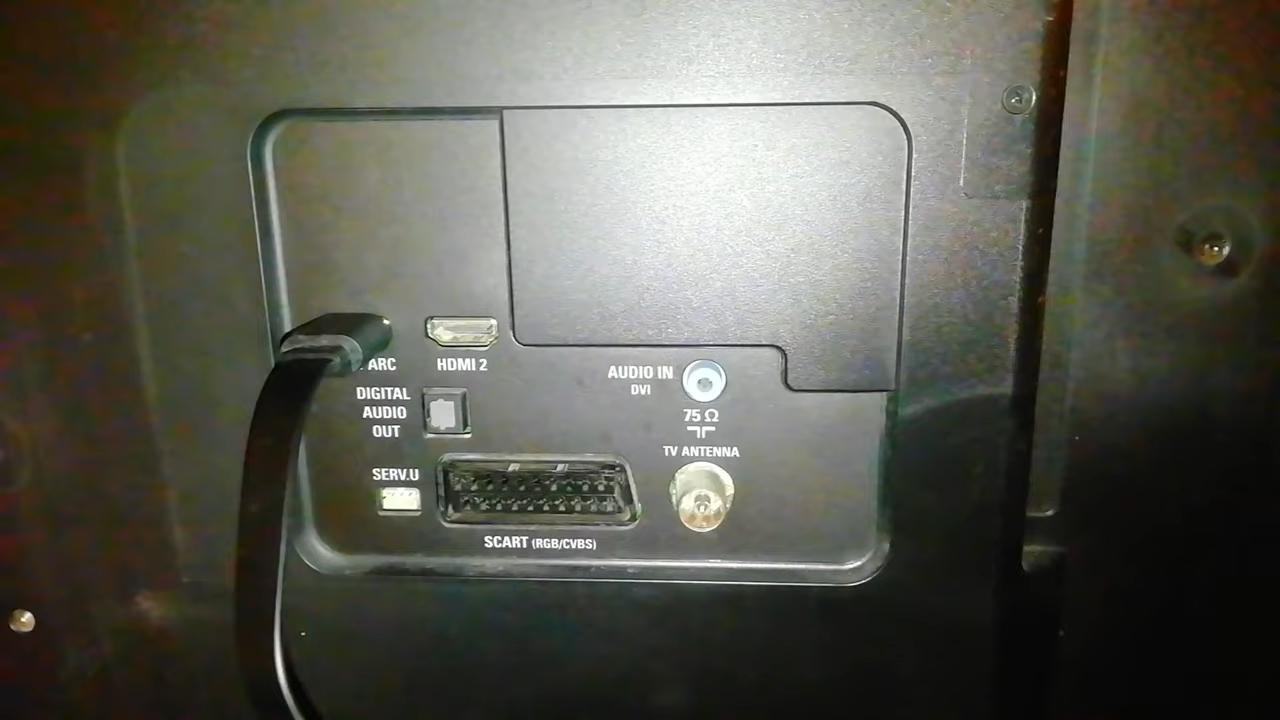 ARC
HDMI 2
DIGITAL
AUDIO
OUT
AUDIO IN
DVI
75 Ω
TV ANTENNA
SERV.U
SCART (RGB/CVBS)